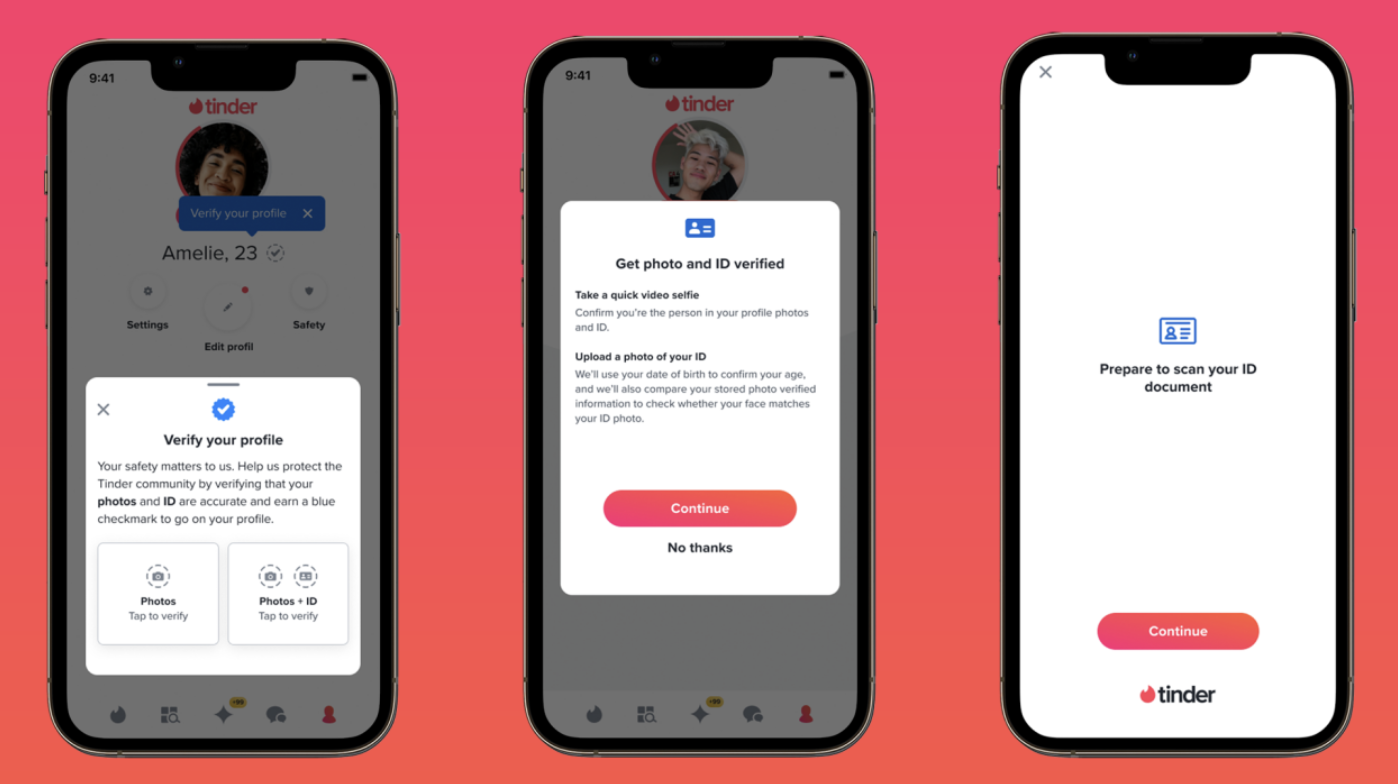 9:41
tinder
Verify your profile
Amelie, 23
Settings
Safety
Edit profil
Verify your profile
Your safety matters to us. Help us protect the
Tinder community by verifying that your
photos and ID are accurate and earn a blue
checkmark to go on your profile.
Photos
Tap to verify
Photos + ID
Tap to verify
9:41
tinder
Get photo and ID verified
Take a quick video selfie
Confirm you're the person in your profile photos
and ID.
Upload a photo of your ID
We'll use your date of birth to confirm your age,
and we'll also compare your stored photo verified
information to check whether your face matches
your ID photo.
Continue
No thanks
Prepare to scan your ID
document
Continue
tinder